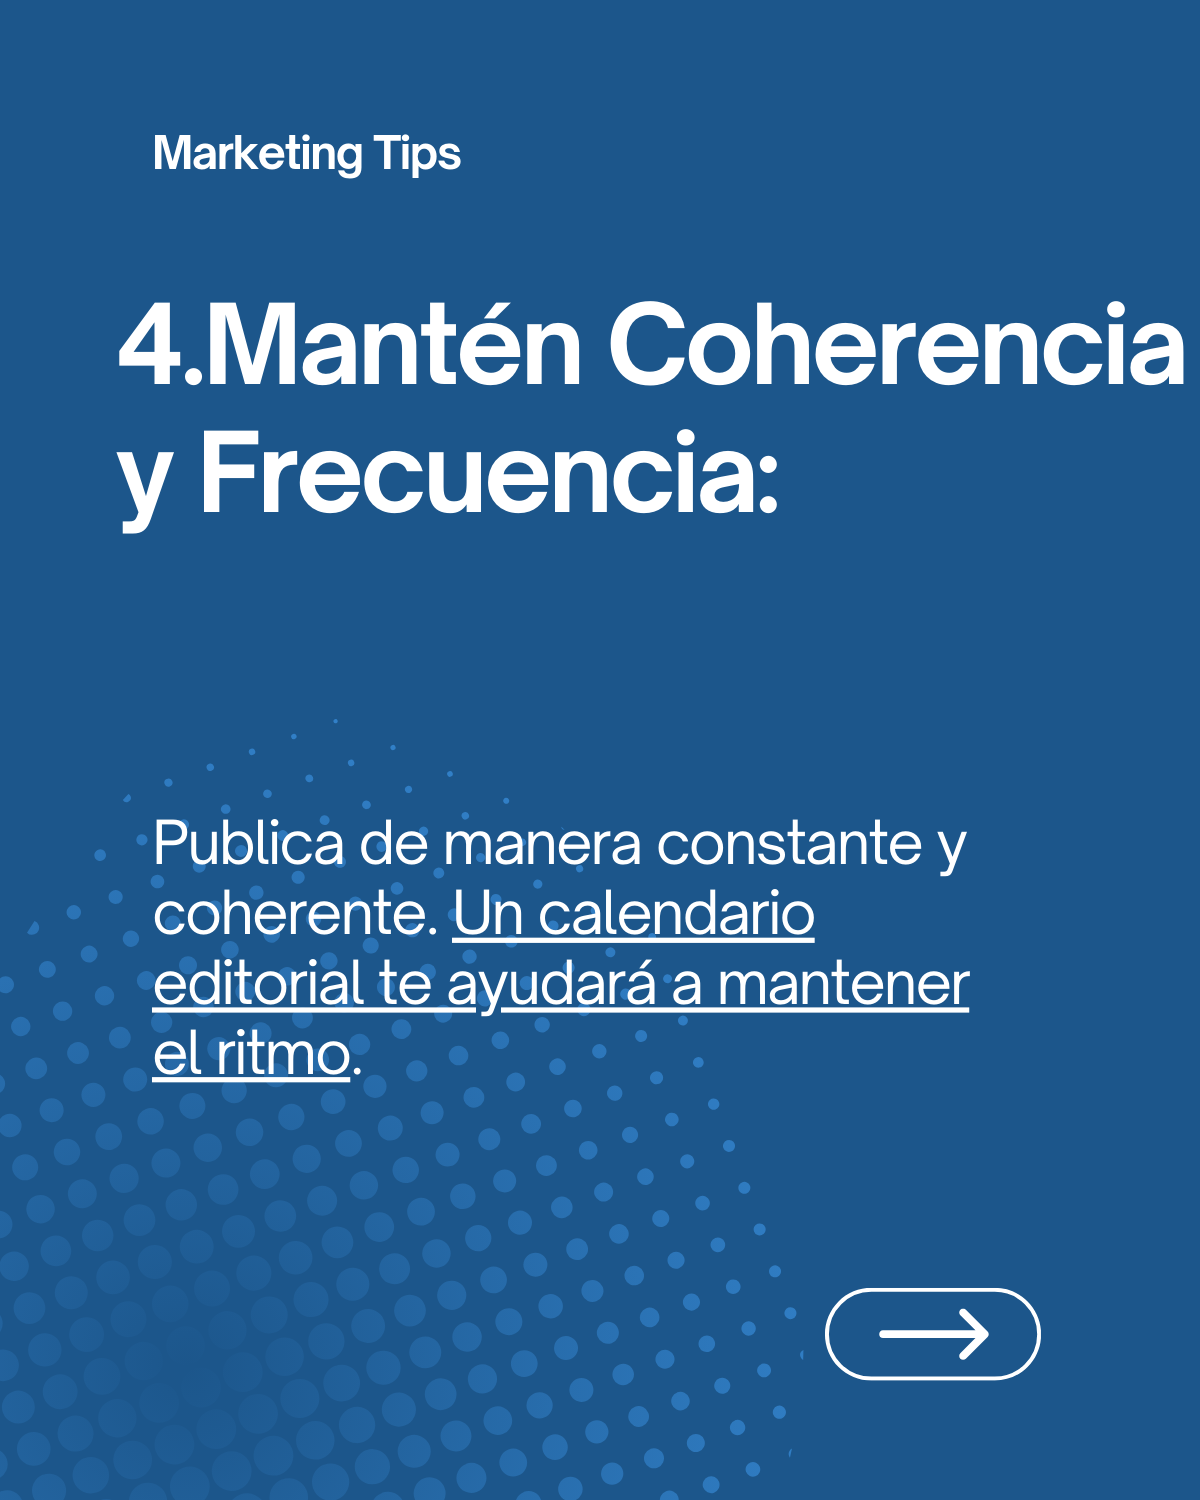 Marketing Tips
4.Mantén Coherencia
y Frecuencia:
Publica de manera constante y
coherente. Un calendario
editorial te ayudará a mantener
el ritmo.